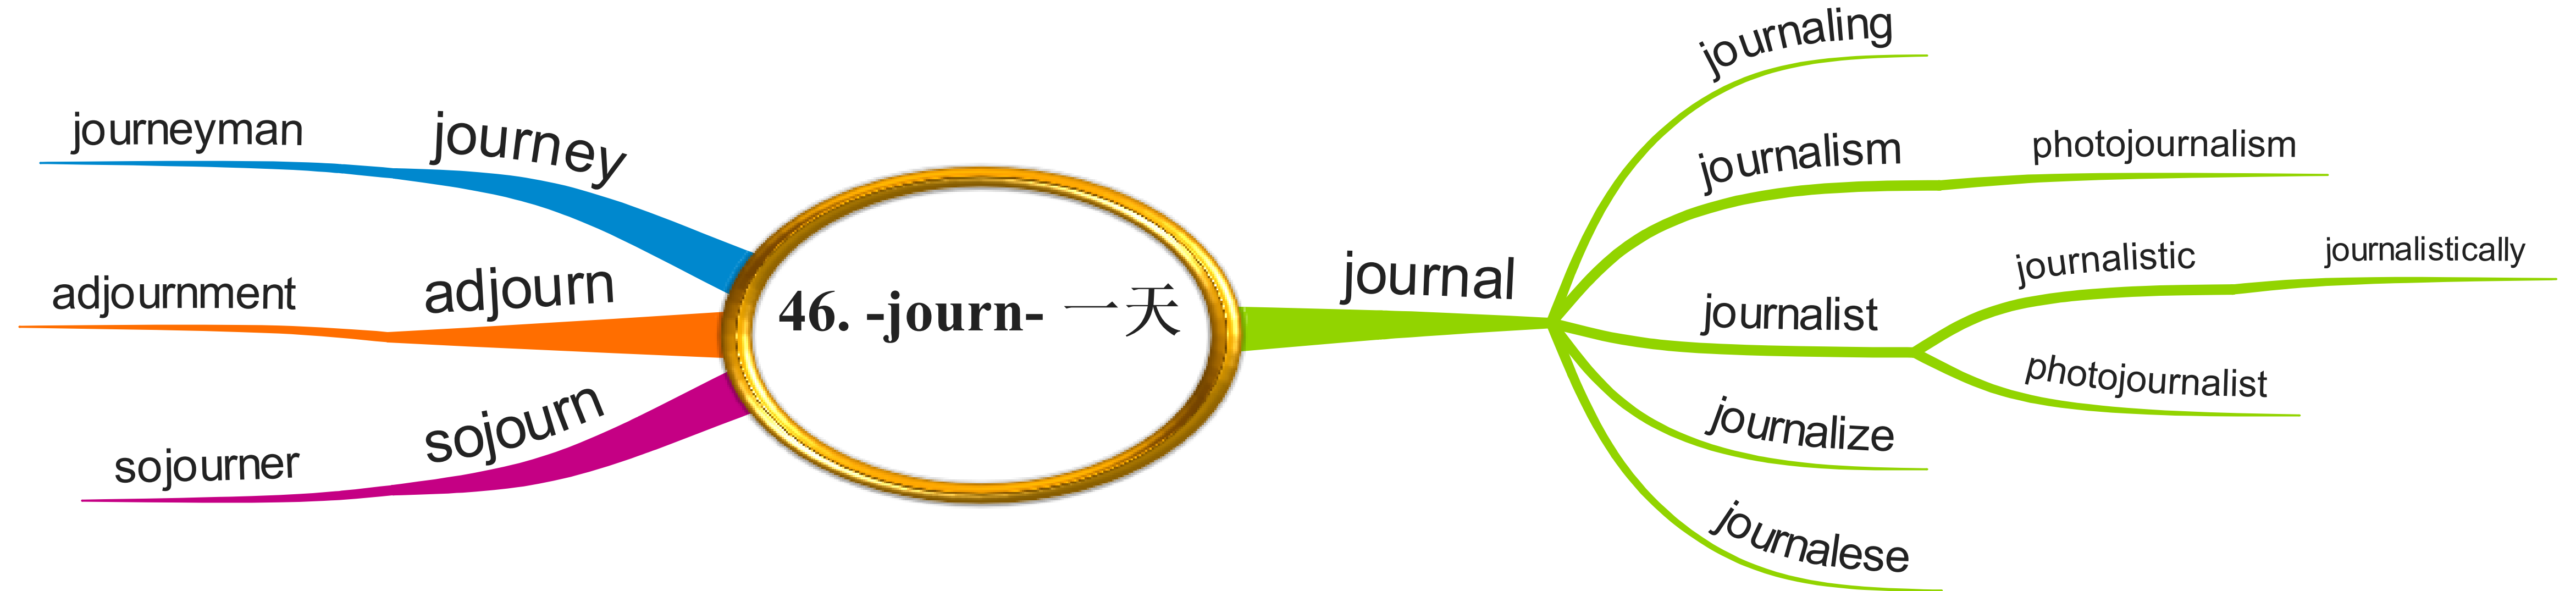 46. -journ- 一天
journey
journeyman
adjourn
adjournment
sojourn
sojourner
journal
journaling
journalism
photojournalism
journalist
journalistic
journalistically
photojournalist
journalize
journalese